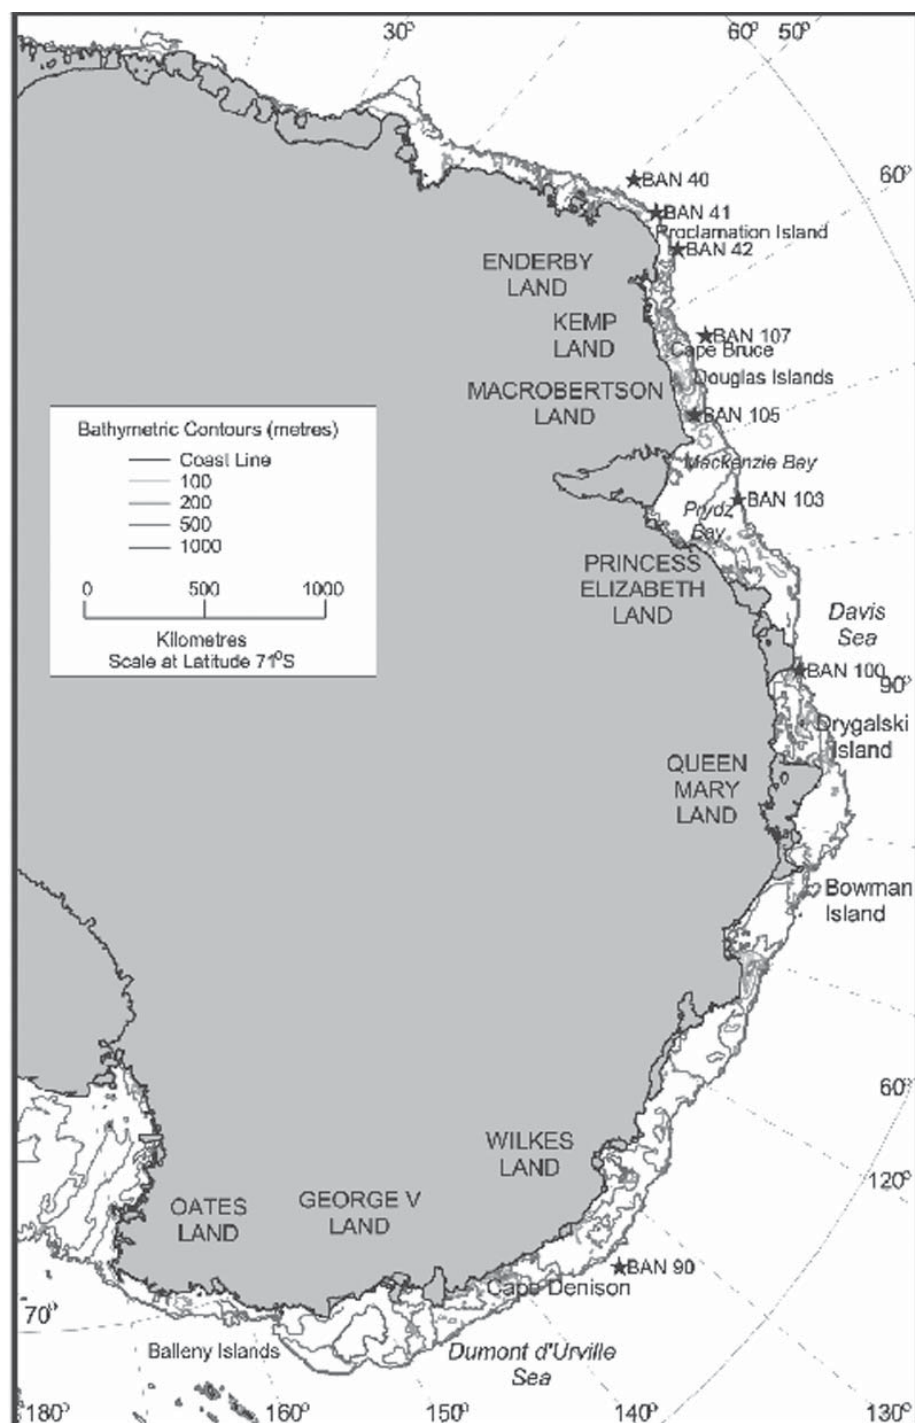 30°
60°
50°
60°
BAN 40
BAN 41
Proclamation Island
BAN 42
ENDERBY
LAND
KEMP
LAND
BAN 107
Cape Bruce
Douglas Islands
MACROBERTSON
LAND
BAN 105
Mackenzie Bay
BAN 103
Prydz
Bay
Bathymetric Contours (metres)
Coast Line
100
200
500
1000
0
500
1000
Kilometres
Scale at Latitude 71°S
PRINCESS
ELIZABETH
LAND
Davis
Sea
BAN 100
90°
Drygalski
Island
QUEEN
MARY
LAND
Bowman
Island
60°
WILKES
LAND
120°
OATES
LAND
GEORGE V
LAND
BAN 90
Cape Denison
70°
Balleny Islands
Dumont d'Urville
Sea
180°
160°
150°
140°
130°